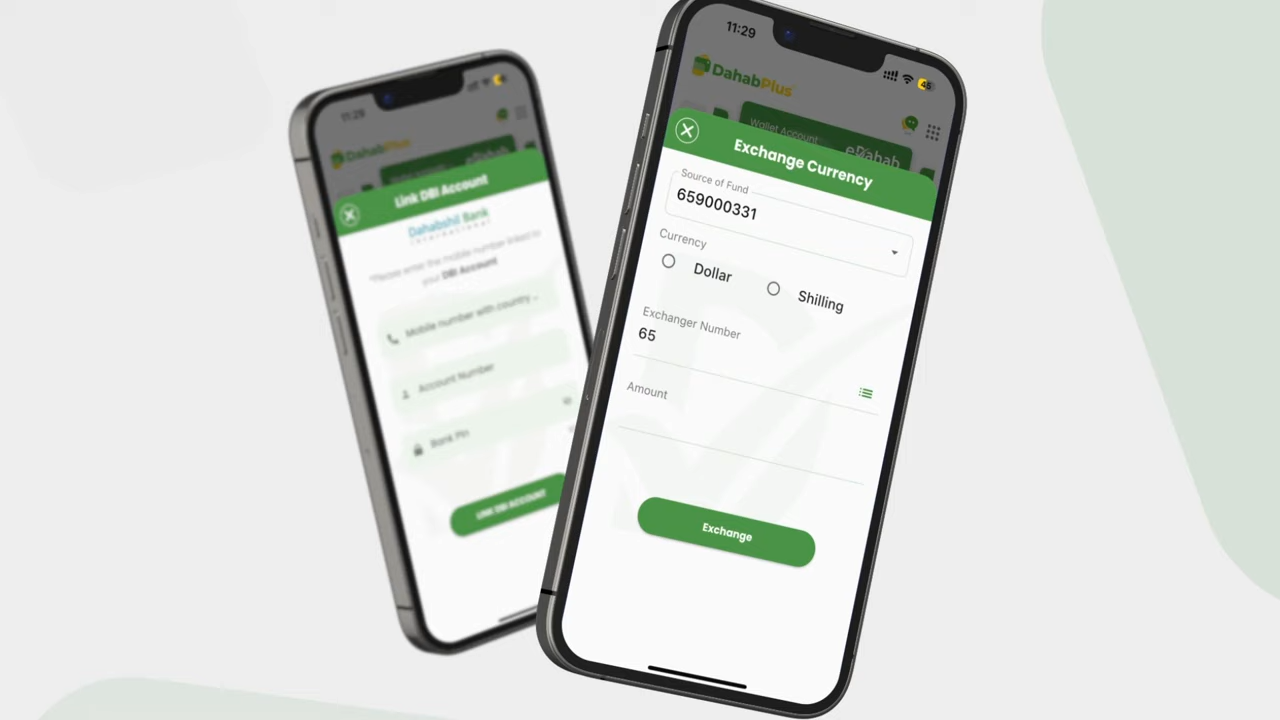 11:29
DahabPlus
Link DBI Account
Dahabshil Bank
International
*Please enter the mobile number linked to
your DBI Account
Mobile number with country ..
Account Number
Bank Pin
LINK DBI ACCOUNT
11:29
45
DahabPlus
Wallet Account
eDahab
Exchange Currency
Source of Fund
659000331
Currency
Dollar
Shilling
Exchanger Number
65
Amount
Exchange